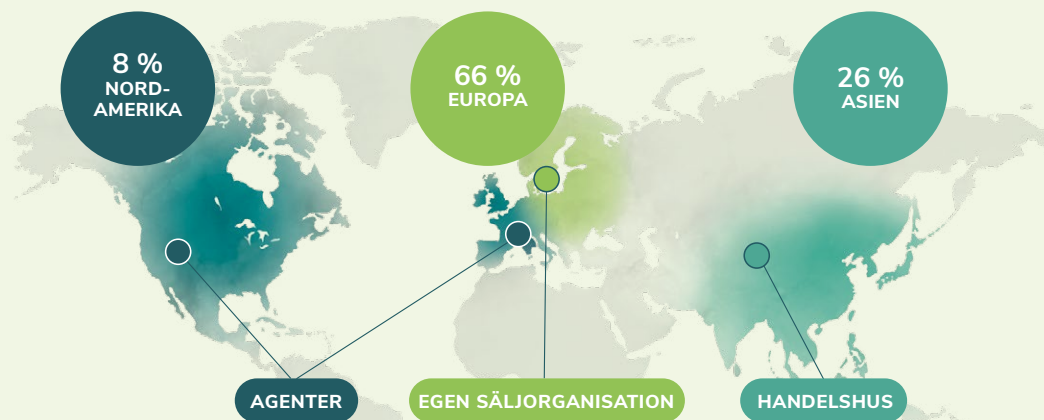 8 %
NORD-
AMERIKA
66 %
EUROPA
26 %
ASIEN
AGENTER
EGEN SÄLJORGANISATION
HANDELSHUS